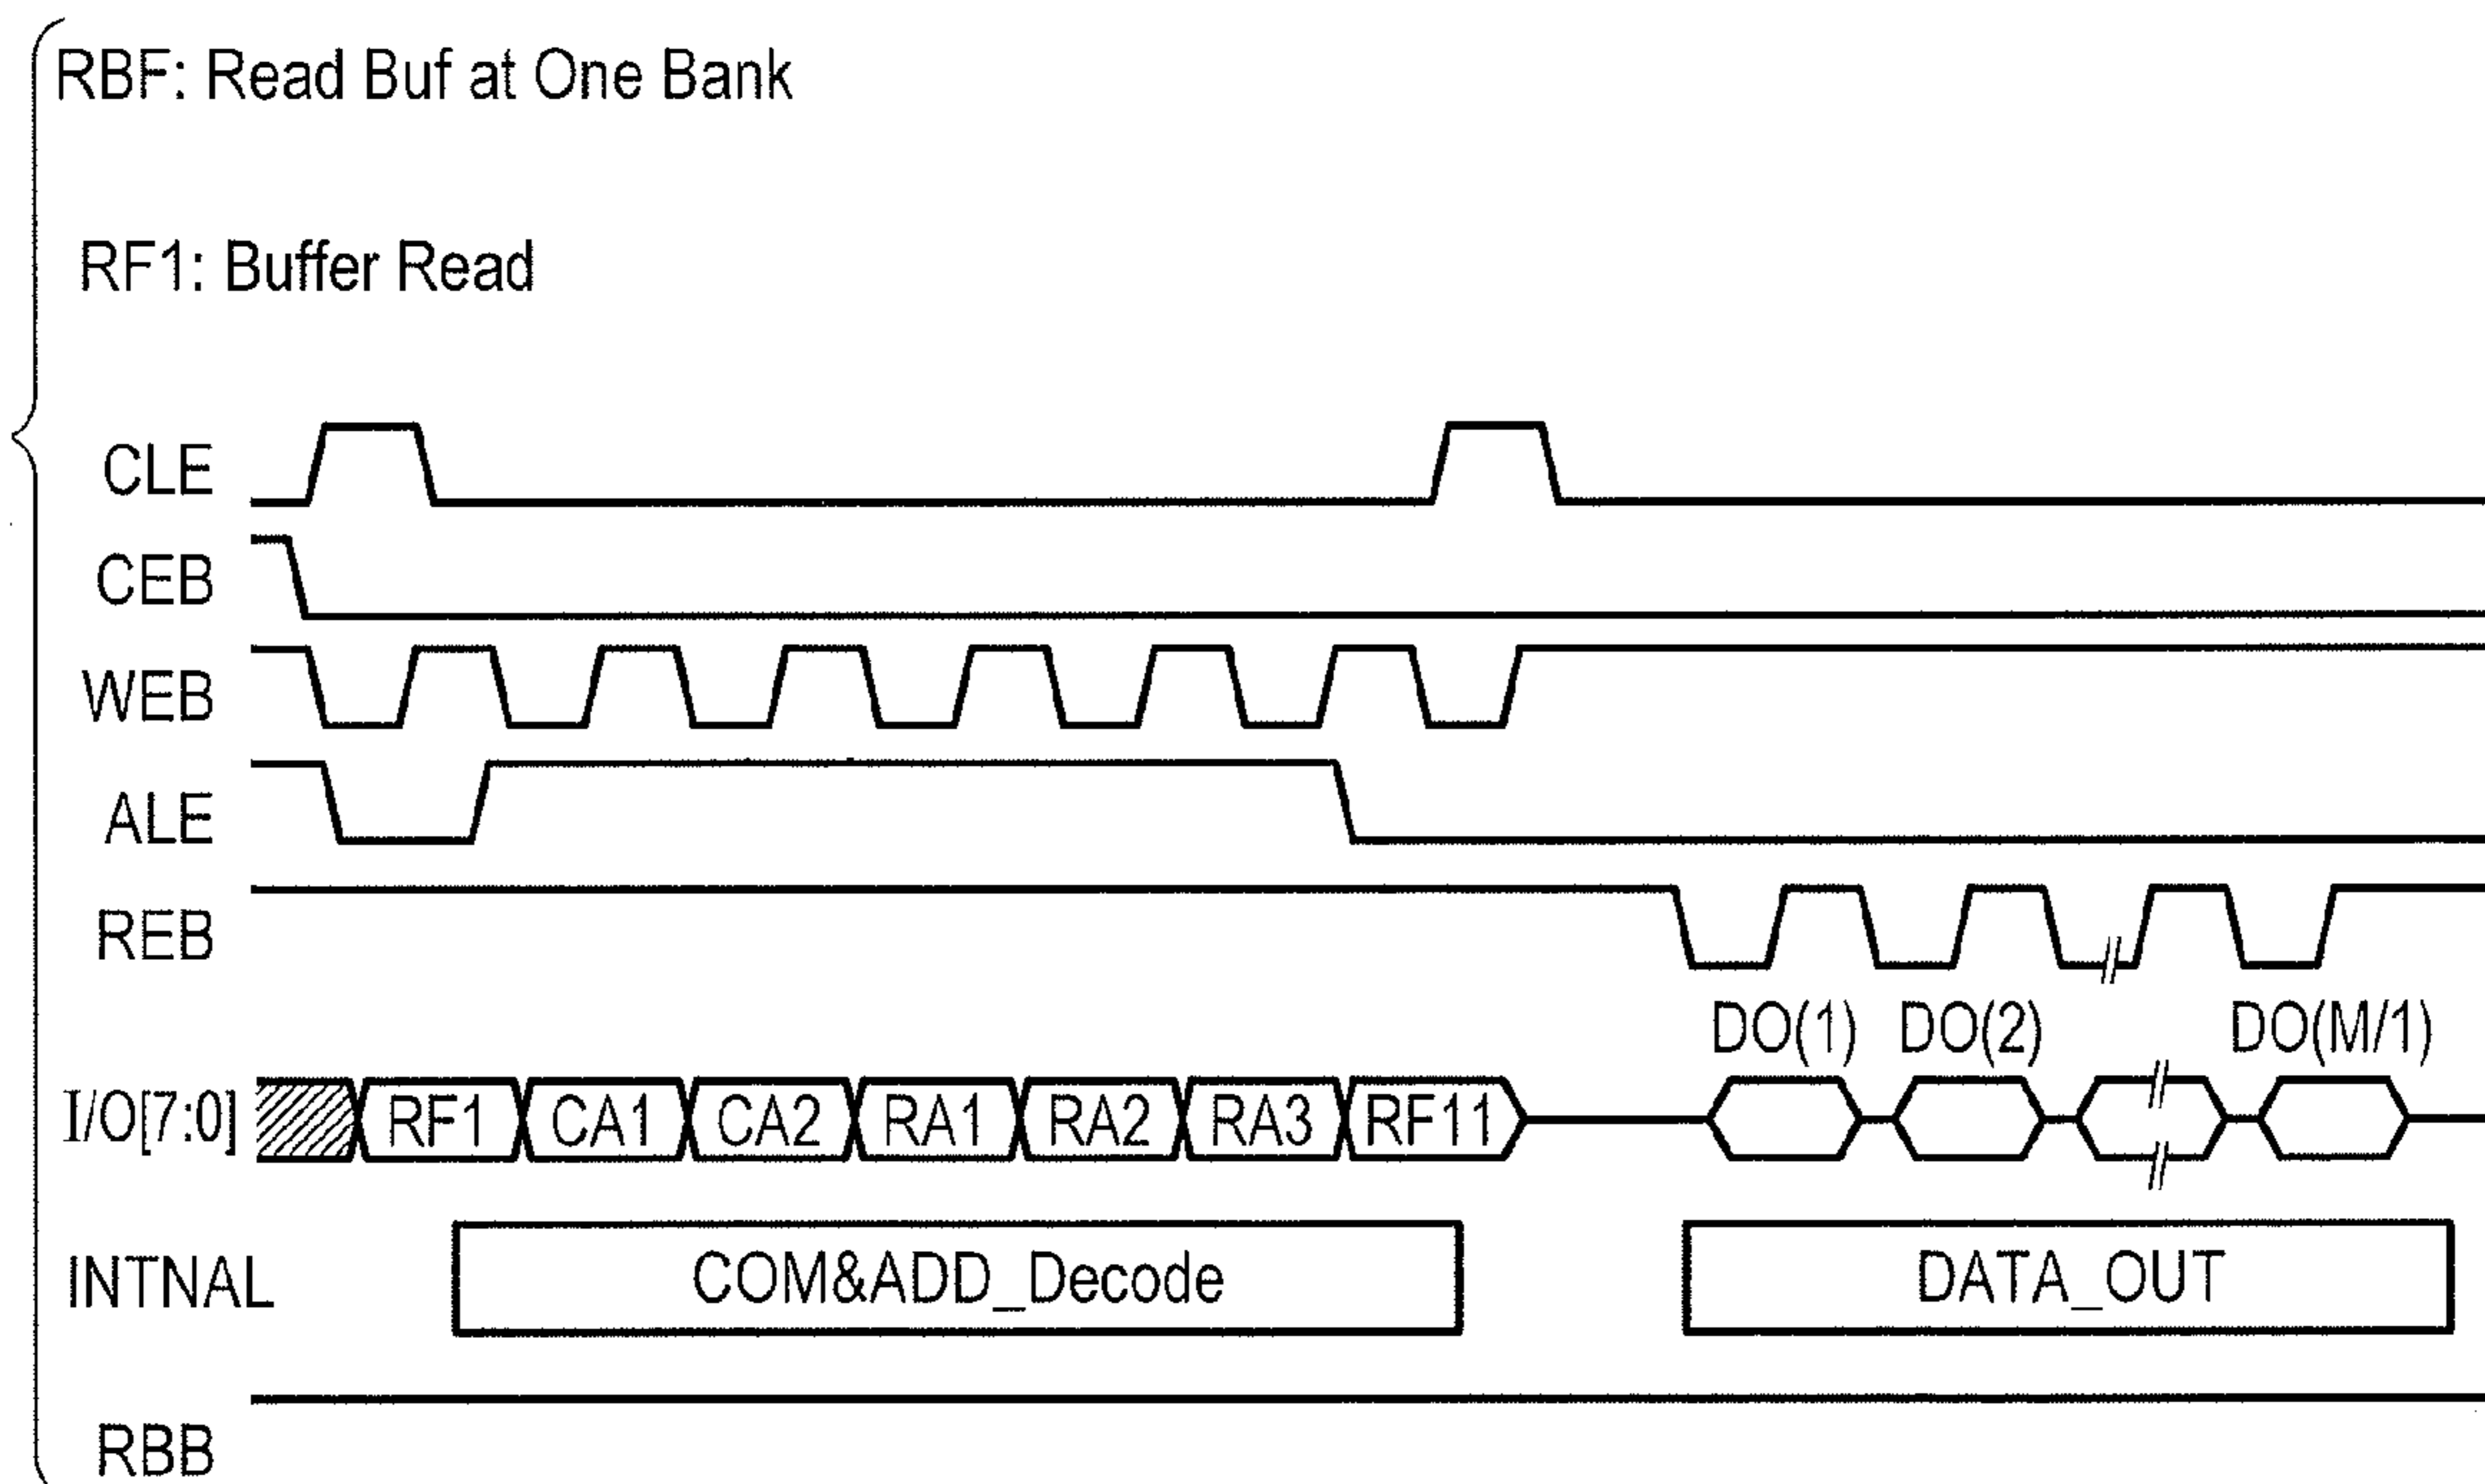 RBF: Read Buf at One Bank
RF1: Buffer Read
CLE
CEB
WEB
ALE
REB
DO(1) DO(2) DO(M/1)
I/O[7:0] RF1 CA1 CA2 RA1 RA2 RA3 RF11
INTNAL COM&ADD_Decode DATA_OUT
RBB